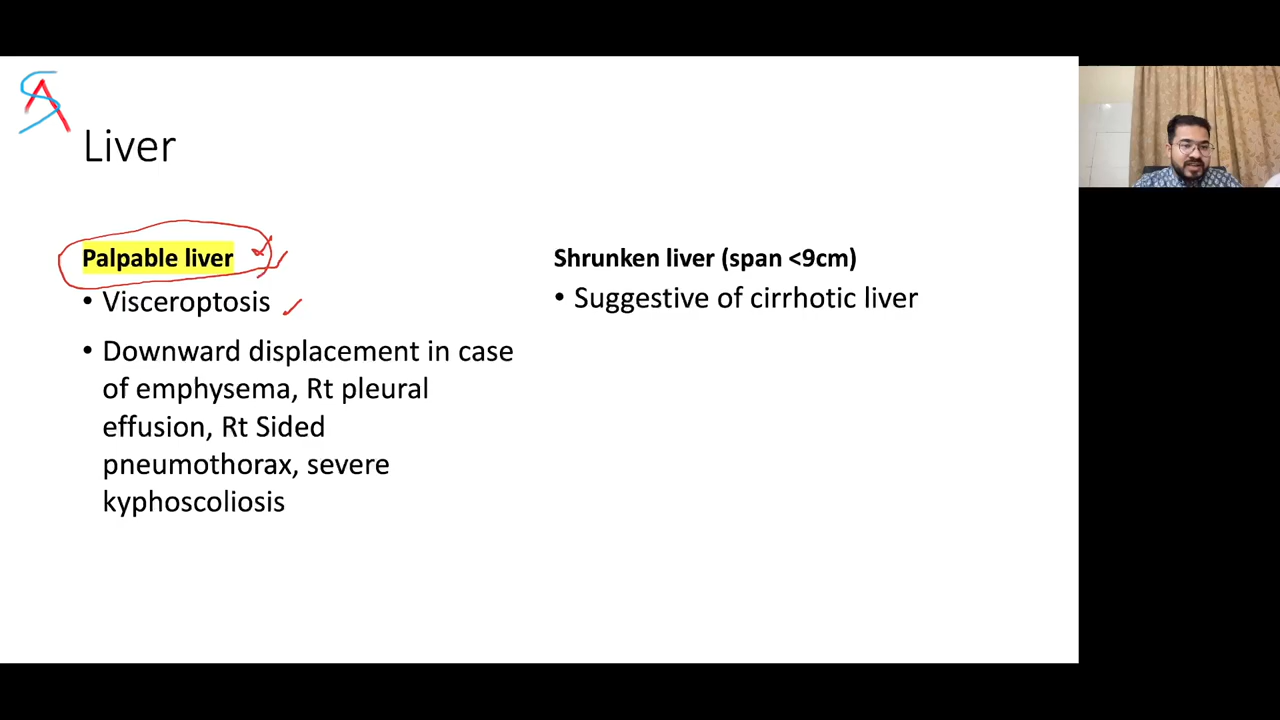 SA
Liver
Palpable liver
• Visceroptosis
• Downward displacement in case
of emphysema, Rt pleural
effusion, Rt Sided
pneumothorax, severe
kyphoscoliosis
Shrunken liver (span <9cm)
• Suggestive of cirrhotic liver